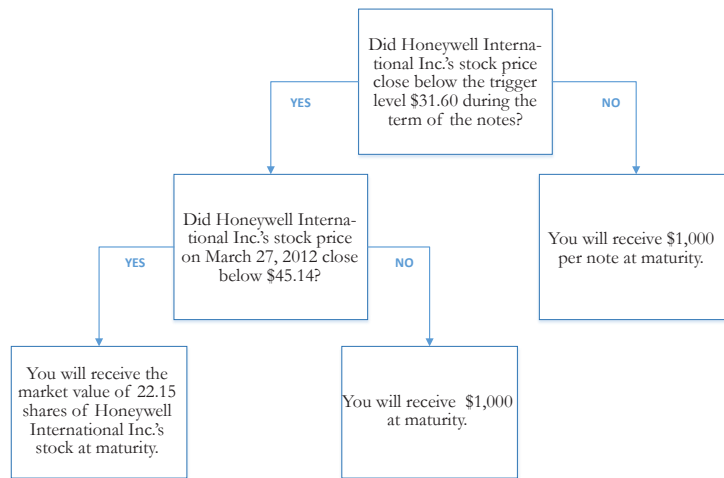 Did Honeywell Interna-
tional Inc.'s stock price
close below the trigger
level $31.60 during the
term of the notes?
YES
NO
Did Honeywell Interna-
tional Inc.'s stock price
on March 27, 2012 close
below $45.14?
You will receive $1,000
per note at maturity.
YES
NO
You will receive the
market value of 22.15
shares of Honeywell
International Inc.'s
stock at maturity.
You will receive $1,000
at maturity.